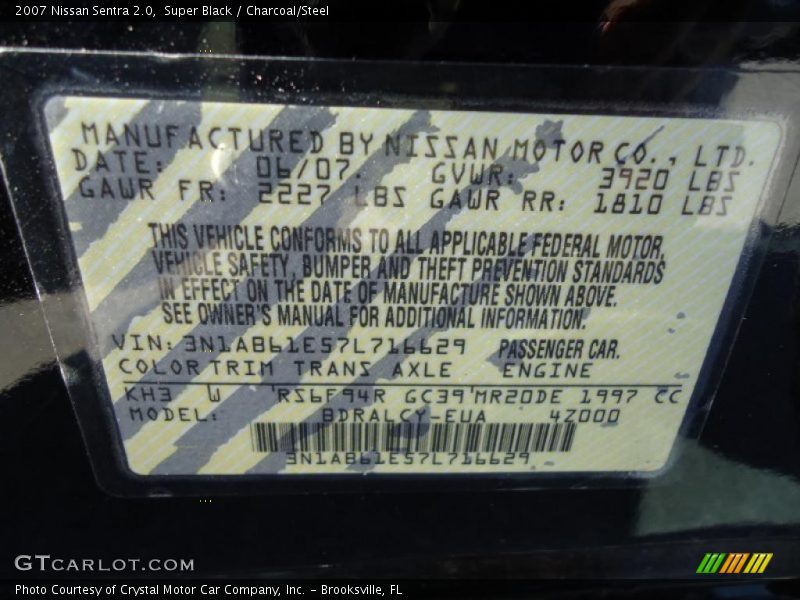 2007 Nissan Sentra 2.0, Super Black / Charcoal/Steel
MANUFACTURED BY NISSAN MOTOR CO., LTD.
DATE: 06/07. GVWR: 3920 LBS
GAWR FR: 2227 LBS GAWR RR: 1810 LBS
THIS VEHICLE CONFORMS TO ALL APPLICABLE FEDERAL MOTOR,
VEHICLE SAFETY, BUMPER AND THEFT PREVENTION STANDARDS
IN EFFECT ON THE DATE OF MANUFACTURE SHOWN ABOVE.
SEE OWNER'S MANUAL FOR ADDITIONAL INFORMATION.
VIN: 3N1AB61E57L716629 PASSENGER CAR.
COLOR TRIM TRANS AXLE ENGINE
KH3 W RS6F94R GC39 MR20DE 1997 CC
MODEL: BDRALCY-EUA 4Z000
3N1AB61E57L716629
GTCARLOT.COM
Photo Courtesy of Crystal Motor Car Company, Inc. – Brooksville, FL